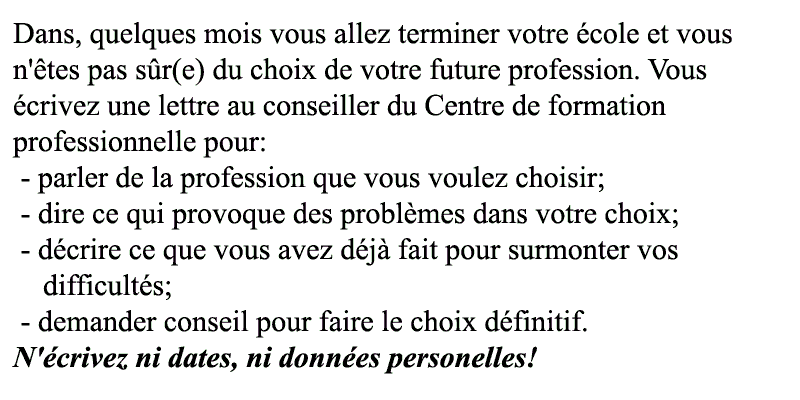 Dans, quelques mois vous allez terminer votre école et vous
n'êtes pas sûr(e) du choix de votre future profession. Vous
écrivez une lettre au conseiller du Centre de formation
professionnelle pour:
- parler de la profession que vous voulez choisir;
- dire ce qui provoque des problèmes dans votre choix;
- décrire ce que vous avez déjà fait pour surmonter vos
difficultés;
- demander conseil pour faire le choix définitif.
N'écrivez ni dates, ni données personelles!